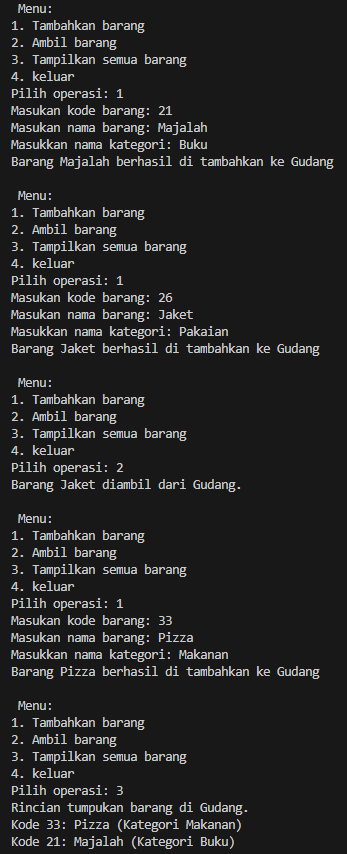 Menu:
1. Tambahkan barang
2. Ambil barang
3. Tampilkan semua barang
4. keluar
Pilih operasi: 1
Masukan kode barang: 21
Masukan nama barang: Majalah
Masukkan nama kategori: Buku
Barang Majalah berhasil di tambahkan ke Gudang

Menu:
1. Tambahkan barang
2. Ambil barang
3. Tampilkan semua barang
4. keluar
Pilih operasi: 1
Masukan kode barang: 26
Masukan nama barang: Jaket
Masukkan nama kategori: Pakaian
Barang Jaket berhasil di tambahkan ke Gudang

Menu:
1. Tambahkan barang
2. Ambil barang
3. Tampilkan semua barang
4. keluar
Pilih operasi: 2
Barang Jaket diambil dari Gudang.

Menu:
1. Tambahkan barang
2. Ambil barang
3. Tampilkan semua barang
4. keluar
Pilih operasi: 1
Masukan kode barang: 33
Masukan nama barang: Pizza
Masukkan nama kategori: Makanan
Barang Pizza berhasil di tambahkan ke Gudang

Menu:
1. Tambahkan barang
2. Ambil barang
3. Tampilkan semua barang
4. keluar
Pilih operasi: 3
Rincian tumpukan barang di Gudang.
Kode 33: Pizza (Kategori Makanan)
Kode 21: Majalah (Kategori Buku)